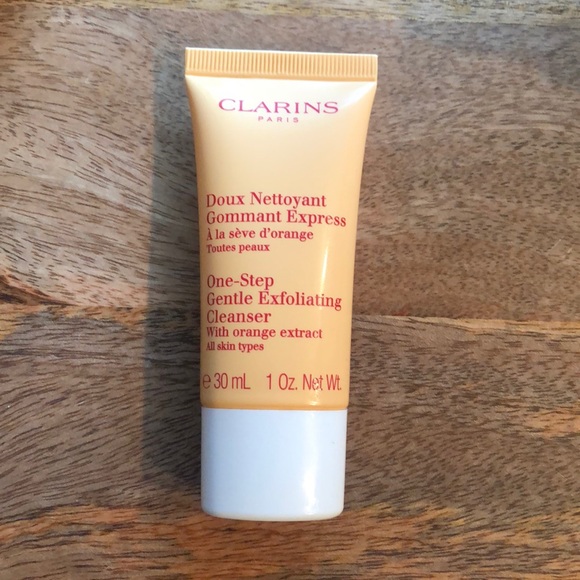 CLARINS
PARIS
Doux Nettoyant
Gommant Express
À la sève d'orange
Toutes peaux
One-Step
Gentle Exfoliating
Cleanser
With orange extract
All skin types
℮ 30 mL 1 Oz. Net Wt.